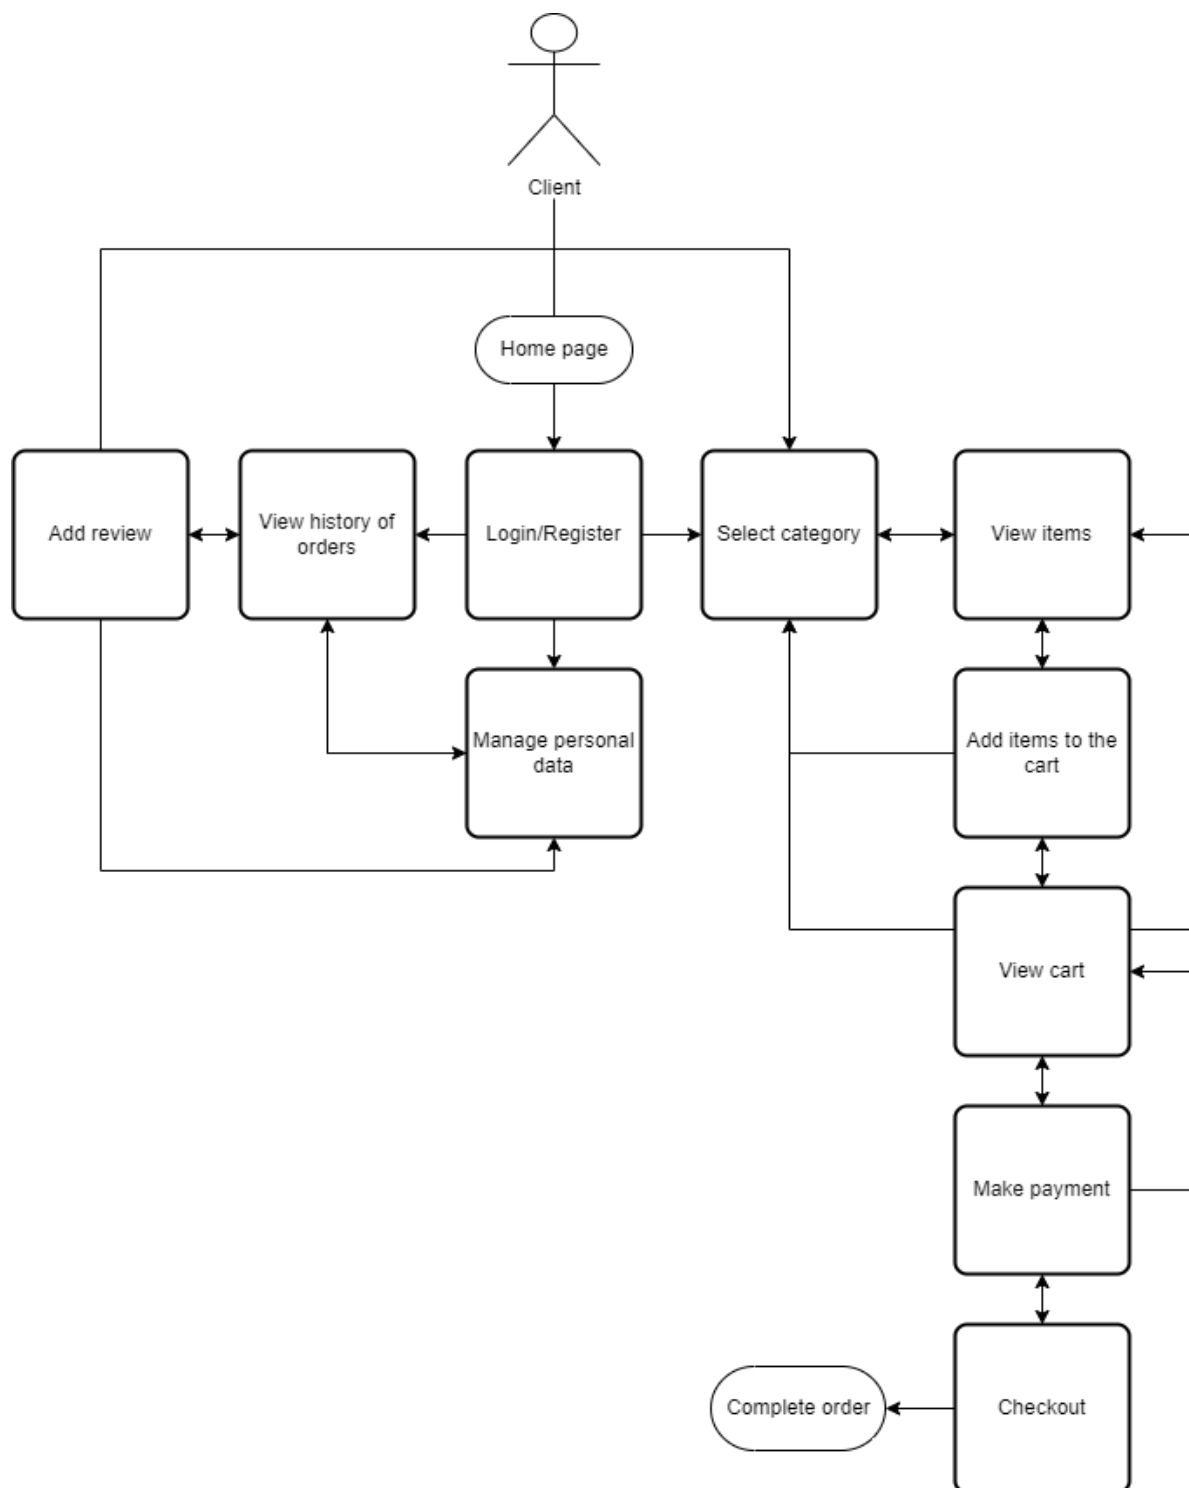 Client
Home page
Add review
View history of
orders
Login/Register
Select category
View items
Manage personal
data
Add items to the
cart
View cart
Make payment
Complete order
Checkout